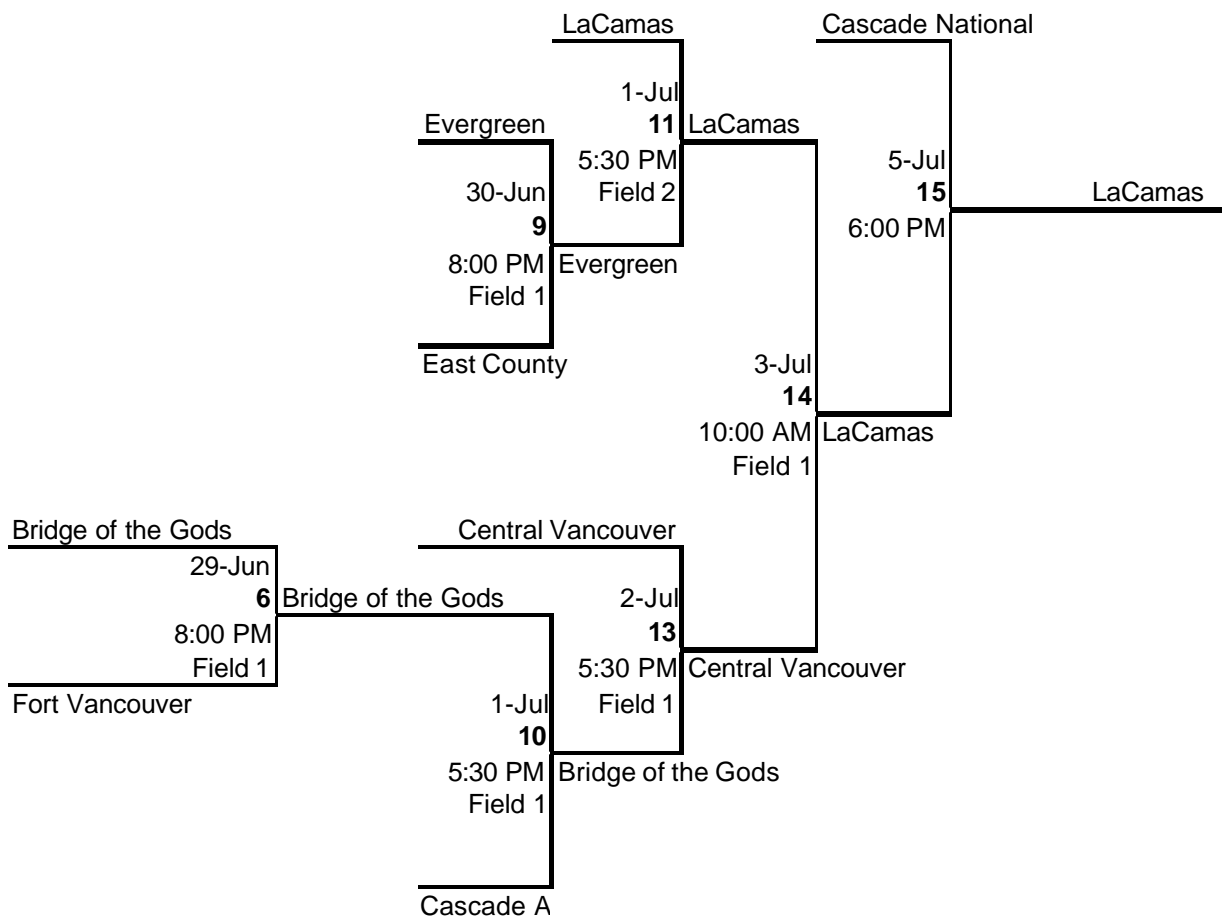 LaCamas
Cascade National
1-Jul
Evergreen
11
LaCamas
5:30 PM
5-Jul
30-Jun
Field 2
15
LaCamas
9
6:00 PM
8:00 PM
Evergreen
Field 1
East County
3-Jul
14
10:00 AM
LaCamas
Field 1
Bridge of the Gods
Central Vancouver
29-Jun
6
Bridge of the Gods
2-Jul
8:00 PM
13
Field 1
5:30 PM
Central Vancouver
Fort Vancouver
1-Jul
Field 1
10
5:30 PM
Bridge of the Gods
Field 1
Cascade A